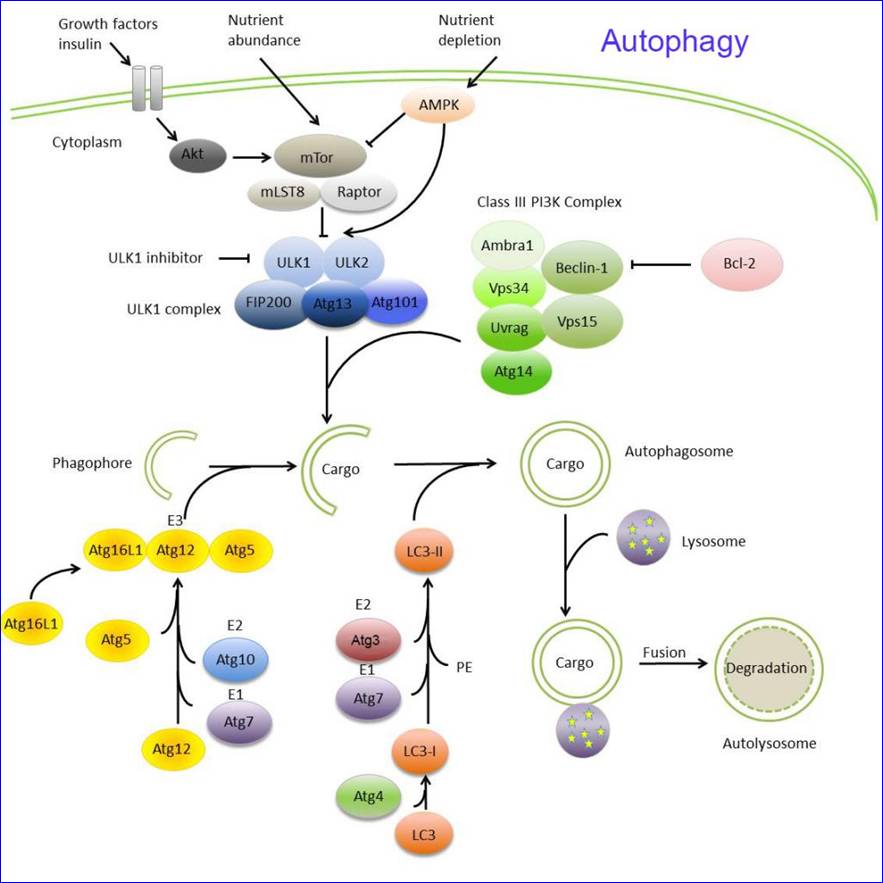 Growth factors
insulin
Nutrient
abundance
Nutrient
depletion
Autophagy
AMPK
Cytoplasm
Akt
mTor
mLST8
Raptor
Class III PI3K Complex
Ambra1
Beclin-1
Bcl-2
ULK1 inhibitor
ULK1
ULK2
Vps34
ULK1 complex
FIP200
Atg13
Atg101
Uvrag
Vps15
Atg14
Phagophore
Cargo
Cargo
Autophagosome
E3
Atg16L1
Atg12
Atg5
LC3-II
Lysosome
Atg16L1
Atg5
E2
Atg10
E1
Atg7
Atg12
E2
Atg3
E1
Atg7
PE
LC3-I
Atg4
LC3
Cargo
Fusion
Degradation
Autolysosome